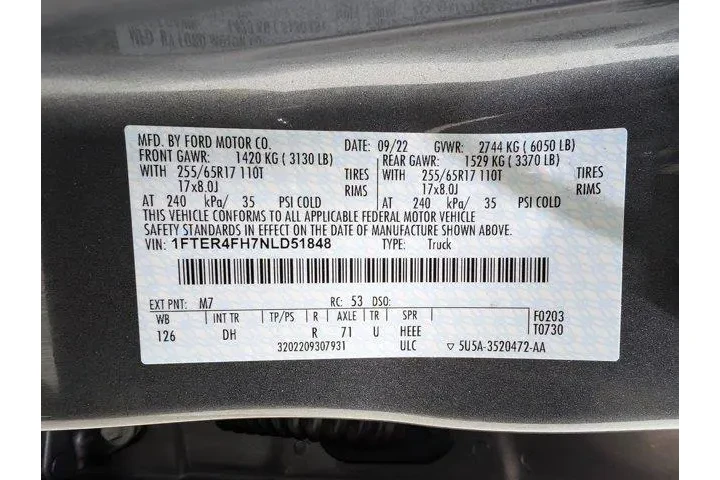 MFD. BY FORD MOTOR CO. DATE: 09/22 GVWR: 2744 KG (6050 LB)
FRONT GAWR: 1420 KG (3130 LB) REAR GAWR: 1529 KG (3370 LB)
WITH 255/65R17 110T TIRES WITH 255/65R17 110T TIRES
17x8.0J RIMS 17x8.0J RIMS
AT 240 kPa/ 35 PSI COLD AT 240 kPa/ 35 PSI COLD
THIS VEHICLE CONFORMS TO ALL APPLICABLE FEDERAL MOTOR VEHICLE
SAFETY STANDARDS IN EFFECT ON THE DATE OF MANUFACTURE SHOWN ABOVE.
VIN: 1FTER4FH7NLD51848 TYPE: Truck
EXT PNT: M7 RC: 53 DSO:
WB INT TR TP/PS R AXLE TR SPR F0203
126 DH R 71 U HEEE T0730
3202209307931 ULC ▽ 5U5A-3520472-AA